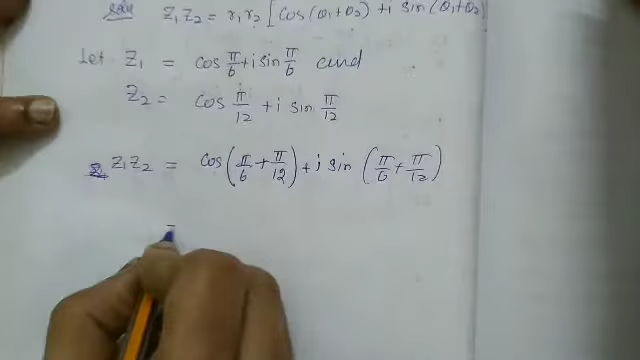 Soln Z₁Z₂ = r₁r₂ [cos(θ₁+θ₂) + i sin(θ₁+θ₂)
Let Z₁ = cos π/6 + i sin π/6 and
Z₂ = cos π/12 + i sin π/12
Z₁Z₂ = cos(π/6 + π/12) + i sin(π/6 + π/12)